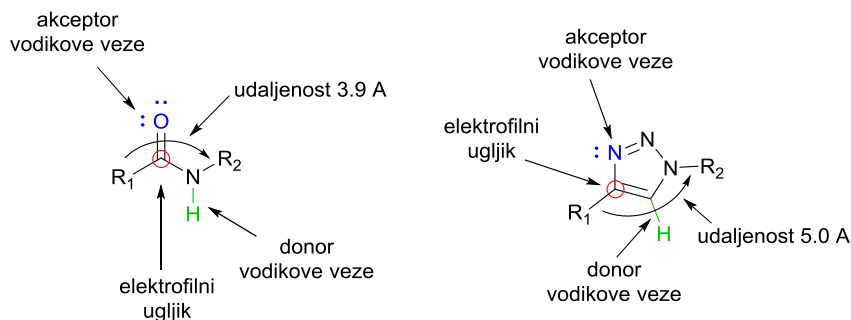 akceptor
vodikove veze
udaljenost 3.9 A
O
R1
N
R2
H
donor
vodikove veze
elektrofilni
ugljik
akceptor
vodikove veze
elektrofilni
ugljik
N
N
N
R2
R1
H
udaljenost 5.0 A
donor
vodikove veze